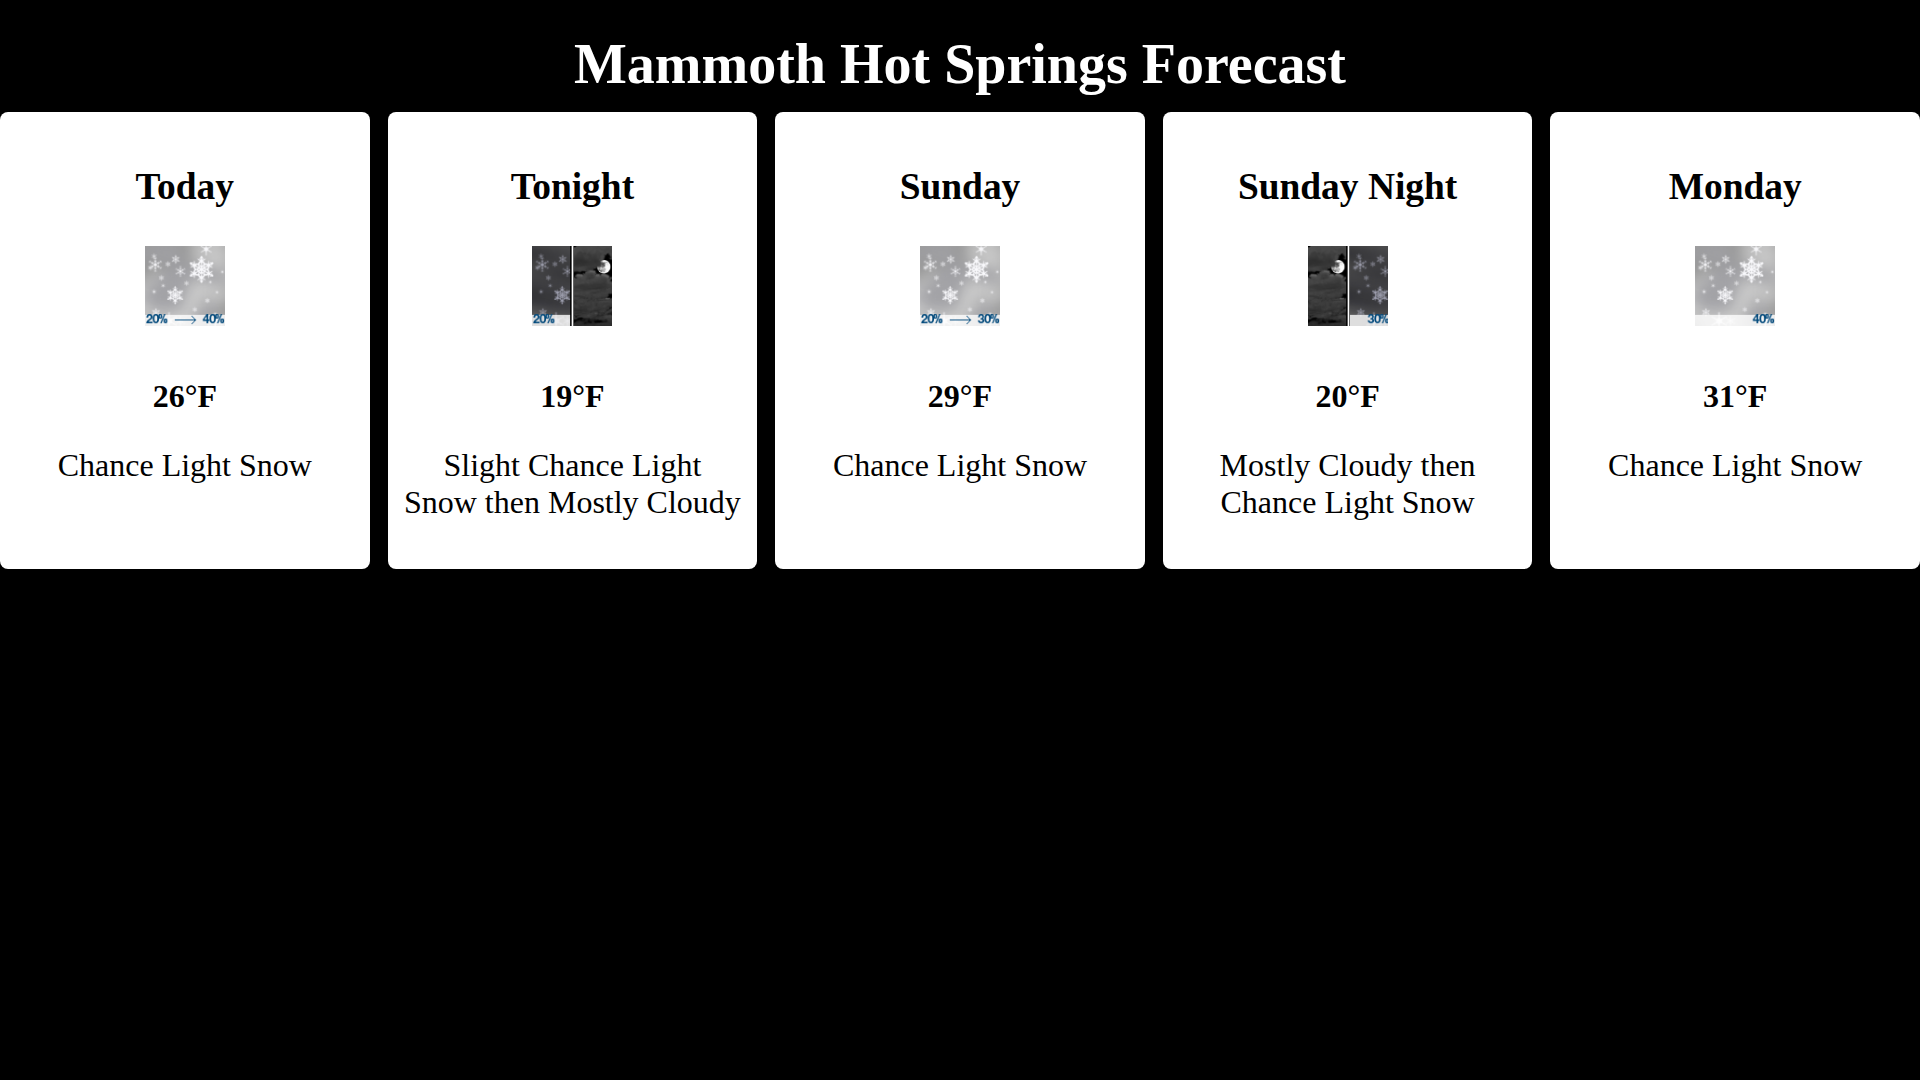 Mammoth Hot Springs Forecast
Today
20% → 40%
26°F
Chance Light Snow
Tonight
20%
19°F
Slight Chance Light
Snow then Mostly Cloudy
Sunday
20% → 30%
29°F
Chance Light Snow
Sunday Night
30%
20°F
Mostly Cloudy then
Chance Light Snow
Monday
40%
31°F
Chance Light Snow